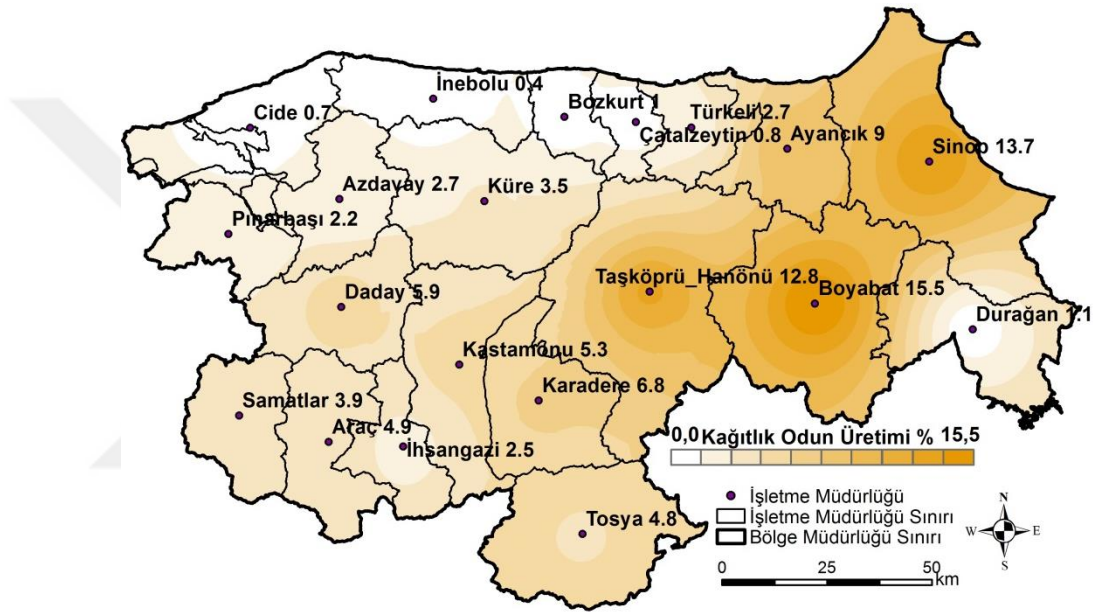 İnebolu 0.4
Cide 0.7
Bozkurt 1
Türkeli 2.7
Çatalzeytin 0.8
Ayancık 9
Sinop 13.7
Azdavay 2.7
Küre 3.5
Pınarbaşı 2.2
Taşköprü_Hanönü 12.8
Boyabat 15.5
Daday 5.9
Durağan 1.1
Kastamonu 5.3
Karadere 6.8
Samatlar 3.9
Araç 4.9
İhsangazi 2.5
Tosya 4.8
0,0 Kağıtlık Odun Üretimi % 15,5
İşletme Müdürlüğü
İşletme Müdürlüğü Sınırı
Bölge Müdürlüğü Sınırı
N
W E
S
0 25 50
km